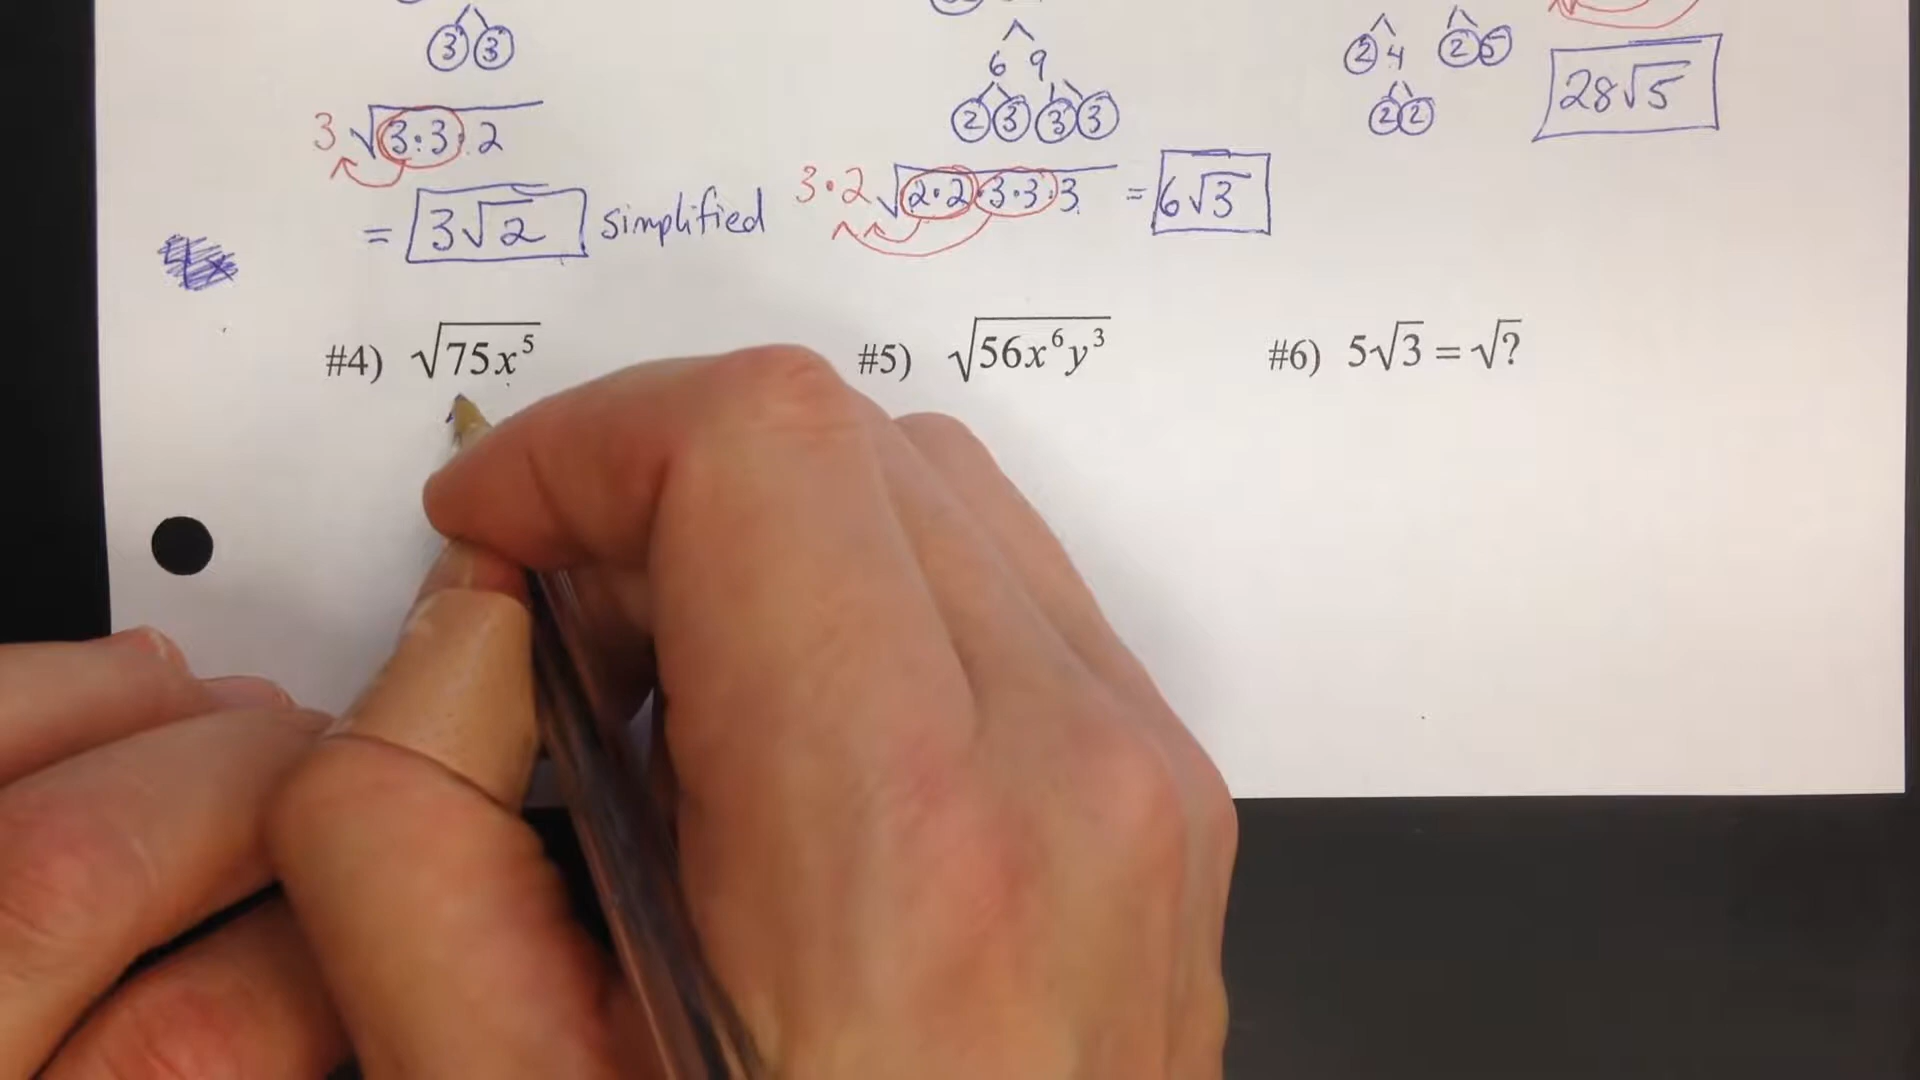 3 3
6 9
2 4 2 5
2 3 3 3
2 2
28√5
3 √3·3·2
= 3√2 simplified
3·2 √2·2·3·3·3 = 6√3
#4) √75x⁵
#5) √56x⁶y³
#6) 5√3 = √?